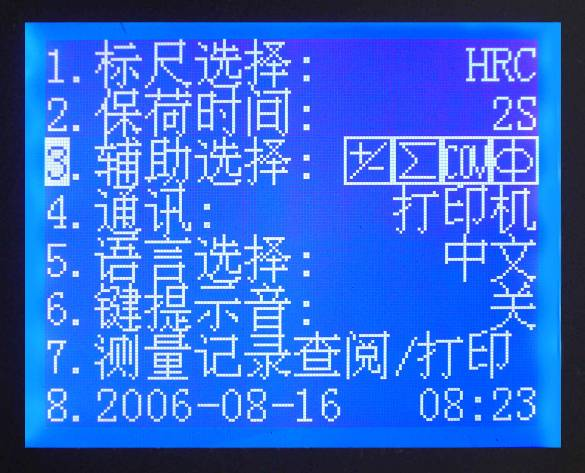 1.标尺选择: HRC
2.保荷时间: 2S
3.辅助选择: +/- Σ IN Φ
4.通讯: 打印机
5.语言选择: 中文
6.键提示音: 关
7.测量记录查阅/打印
8.2006-08-16 08:23